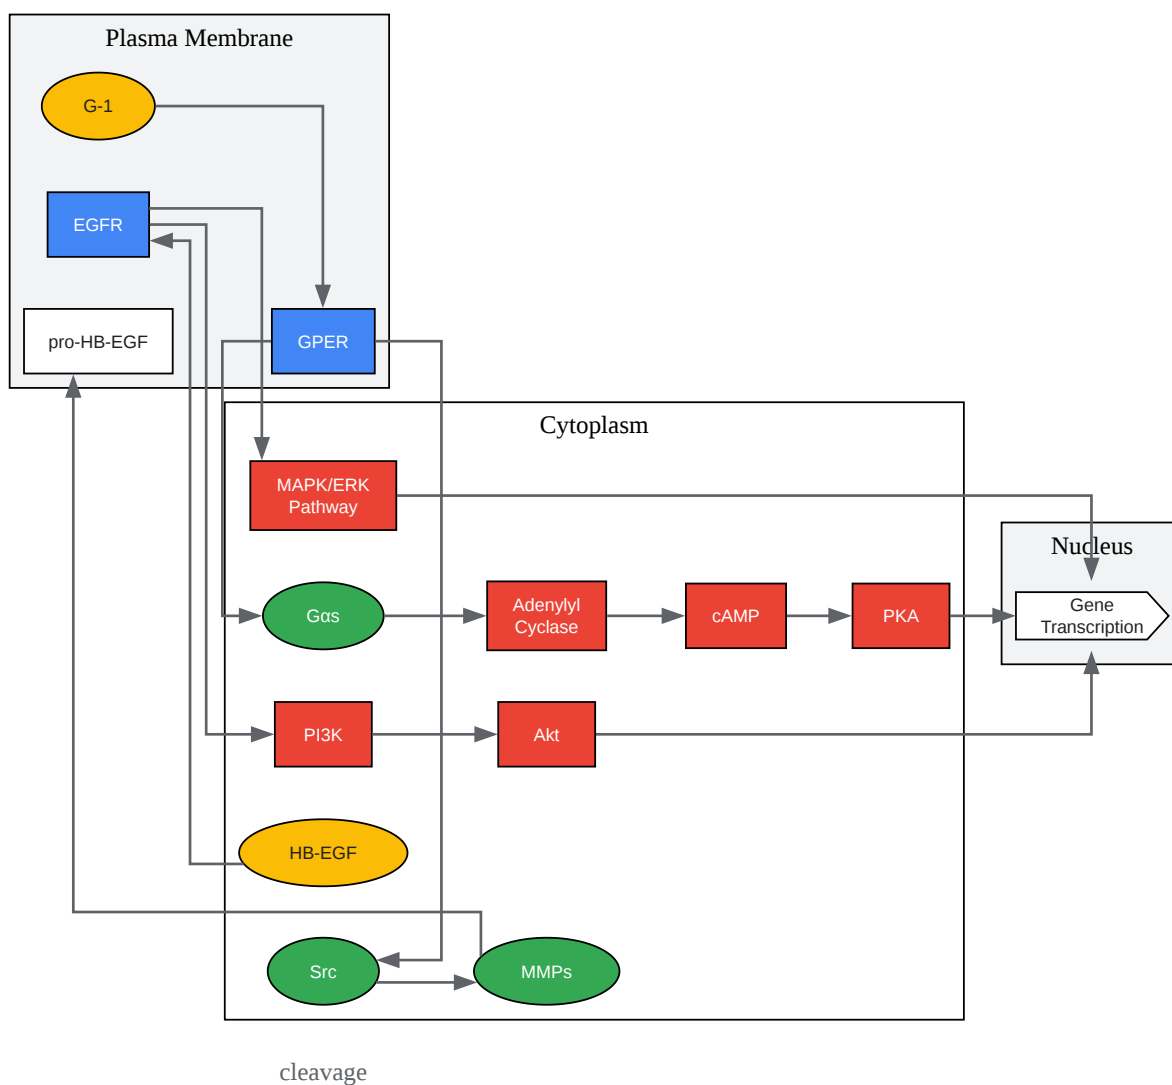 Plasma Membrane
G-1
EGFR
pro-HB-EGF
GPER
Cytoplasm
MAPK/ERK
Pathway
Nucleus
Gene
Transcription
Gαs
Adenylyl
Cyclase
cAMP
PKA
PI3K
Akt
HB-EGF
Src
MMPs
cleavage